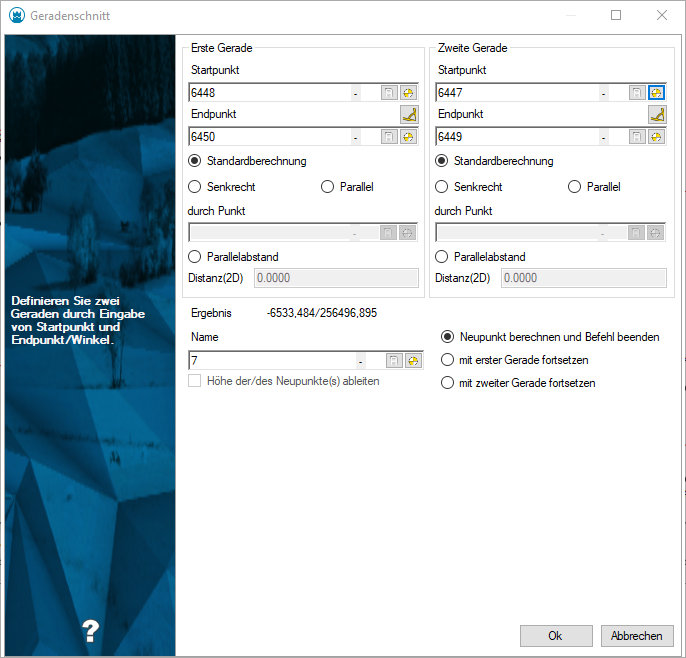 Geradenschnitt
Definieren Sie zwei
Geraden durch Eingabe
von Startpunkt und
Endpunkt/Winkel.
?
Erste Gerade
Startpunkt
6448 -
Endpunkt
6450 -
Standardberechnung
Senkrecht Parallel
durch Punkt
-
Parallelabstand
Distanz(2D) 0.0000
Zweite Gerade
Startpunkt
6447 -
Endpunkt
6449 -
Standardberechnung
Senkrecht Parallel
durch Punkt
-
Parallelabstand
Distanz(2D) 0.0000
Ergebnis -6533,484/256496,895
Name
7 -
Höhe der/des Neupunkte(s) ableiten
Neupunkt berechnen und Befehl beenden
mit erster Gerade fortsetzen
mit zweiter Gerade fortsetzen
Ok Abbrechen